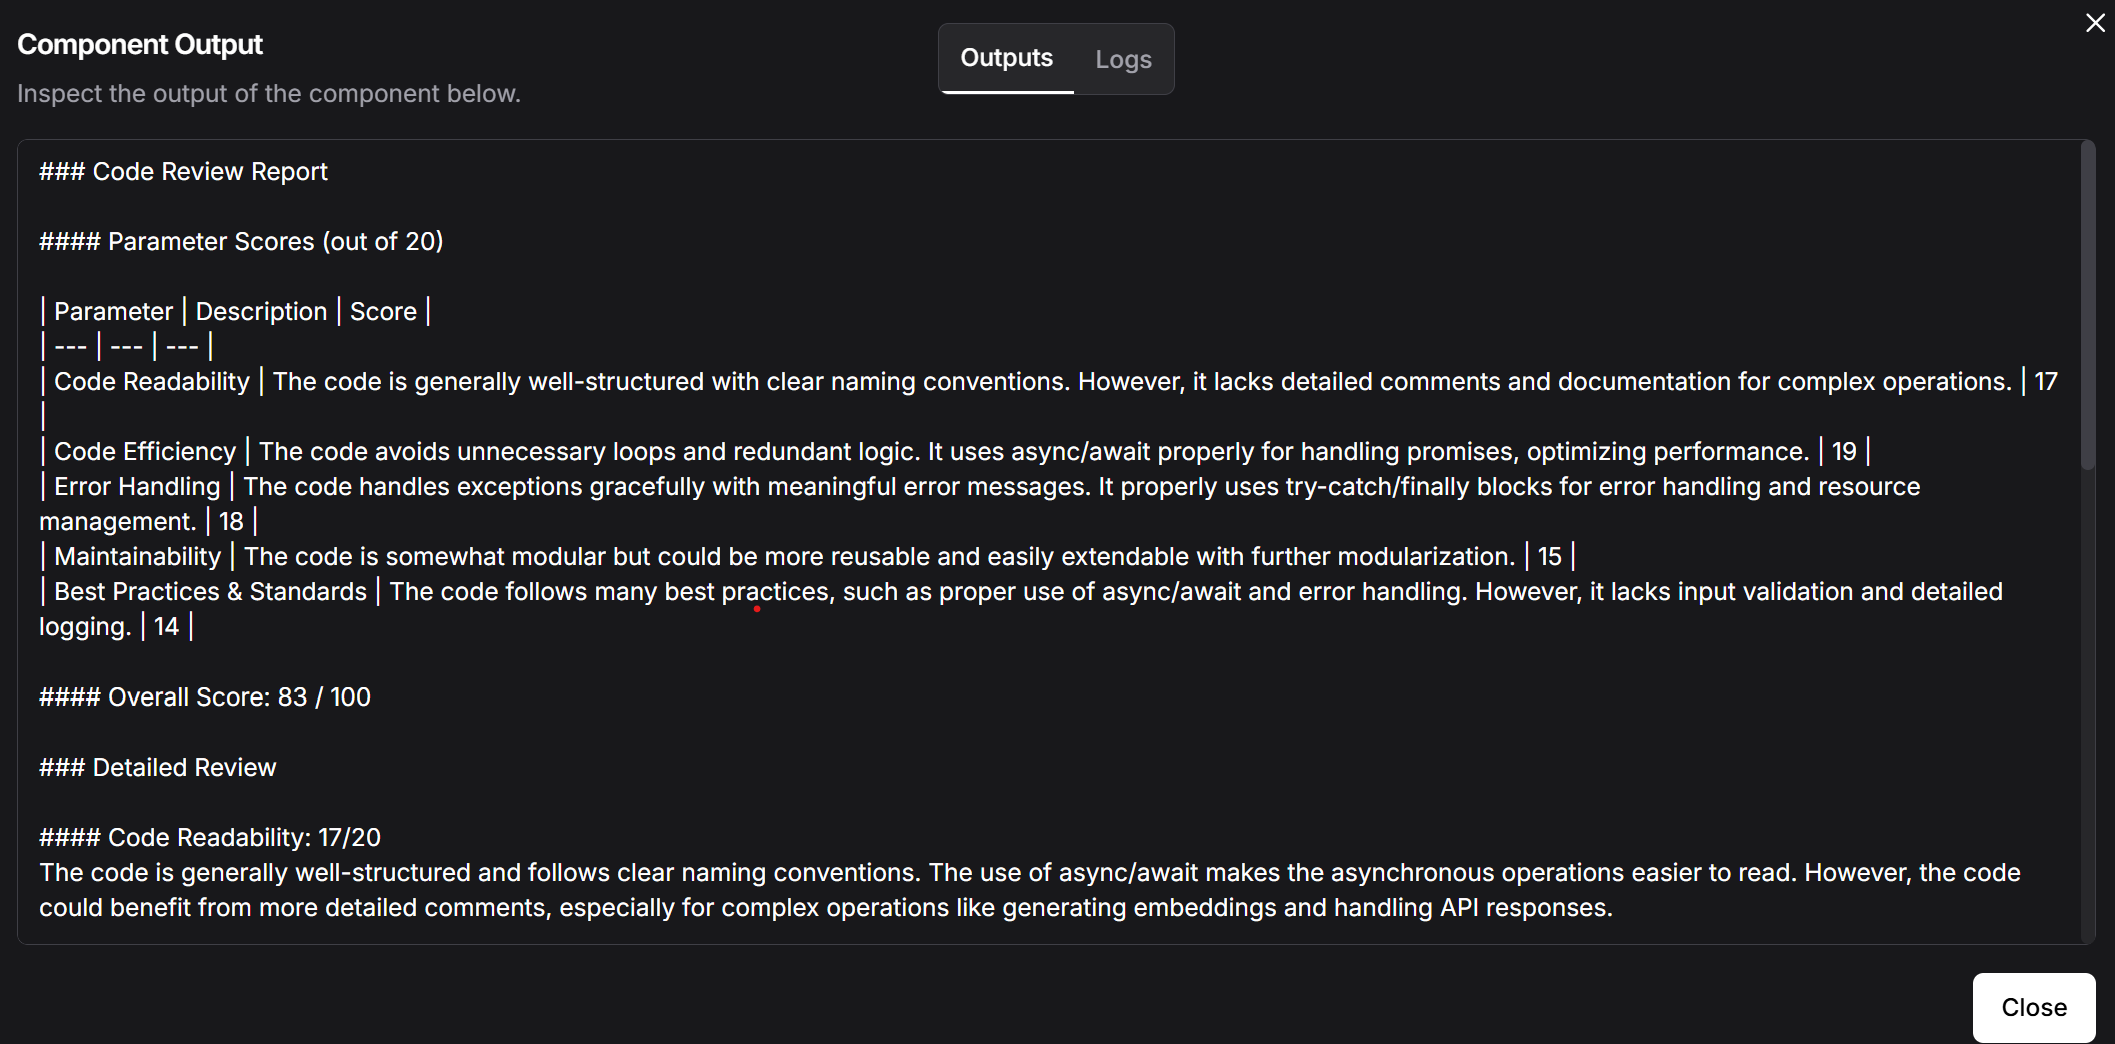 Component Output
Inspect the output of the component below.
Outputs
Logs
### Code Review Report
#### Parameter Scores (out of 20)
| Parameter | Description | Score |
| --- | --- | --- |
| Code Readability | The code is generally well-structured with clear naming conventions. However, it lacks detailed comments and documentation for complex operations. | 17
|
| Code Efficiency | The code avoids unnecessary loops and redundant logic. It uses async/await properly for handling promises, optimizing performance. | 19 |
| Error Handling | The code handles exceptions gracefully with meaningful error messages. It properly uses try-catch/finally blocks for error handling and resource
management. | 18 |
| Maintainability | The code is somewhat modular but could be more reusable and easily extendable with further modularization. | 15 |
| Best Practices & Standards | The code follows many best practices, such as proper use of async/await and error handling. However, it lacks input validation and detailed
logging. | 14 |
#### Overall Score: 83 / 100
### Detailed Review
#### Code Readability: 17/20
The code is generally well-structured and follows clear naming conventions. The use of async/await makes the asynchronous operations easier to read. However, the code
could benefit from more detailed comments, especially for complex operations like generating embeddings and handling API responses.
Close